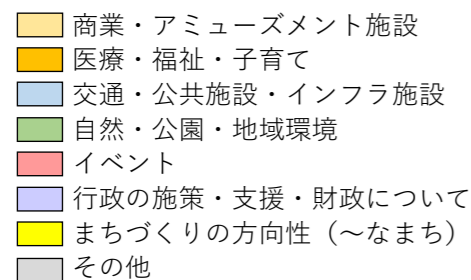 商業・アミューズメント施設
医療・福祉・子育て
交通・公共施設・インフラ施設
自然・公園・地域環境
イベント
行政の施策・支援・財政について
まちづくりの方向性（～なまち）
その他